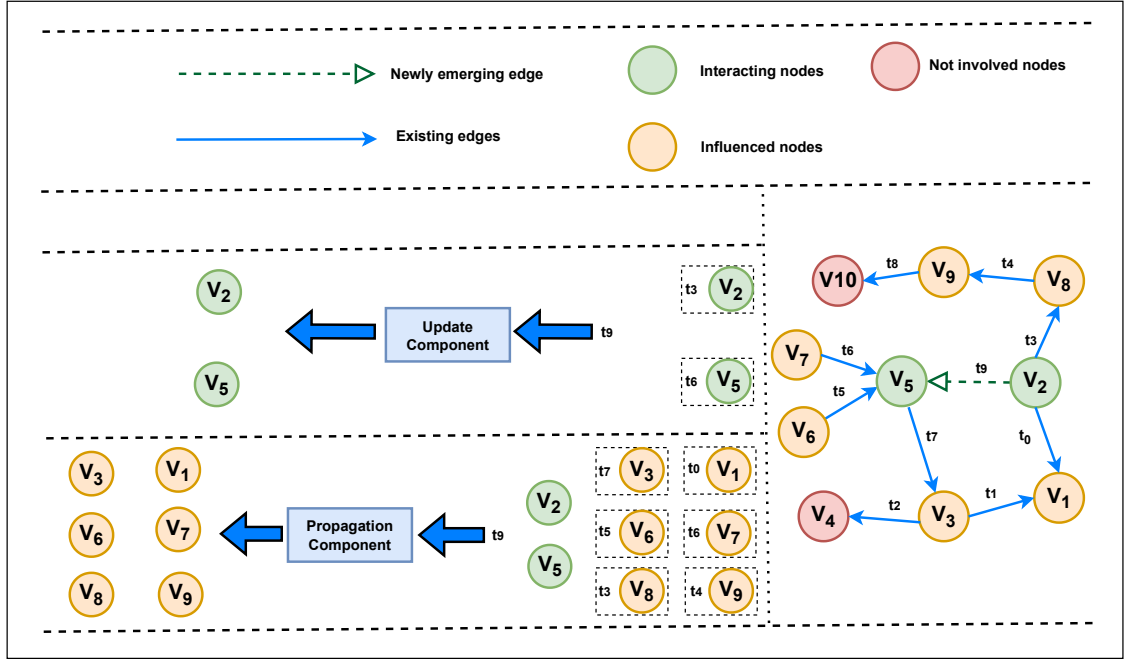 Newly emerging edge
Interacting nodes
Not involved nodes
Existing edges
Influenced nodes
V2
t3
V2
Update
Component
t9
V5
t6
V5
V3
V1
V6
V7
V8
V9
Propagation
Component
t9
V2
V5
t7
V3
t0
V1
t5
V6
t6
V7
t3
V8
t4
V9
V10
t8
V9
t4
V8
t3
V7
t6
V5
t9
V2
t5
V6
t7
t0
V4
t2
V3
t1
V1